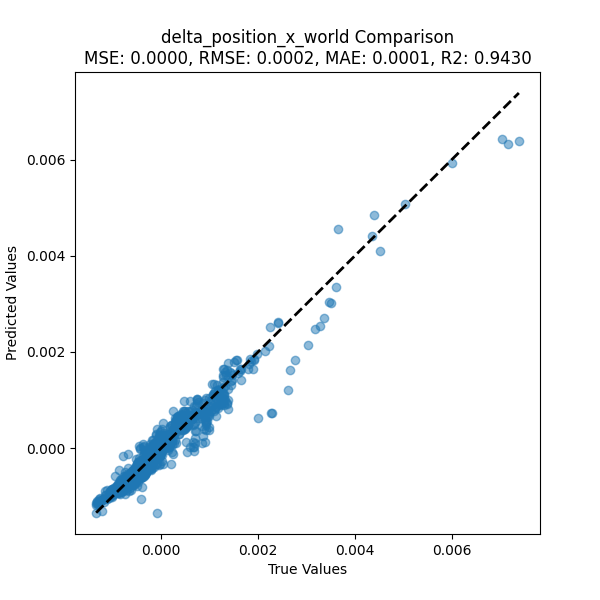 delta_position_x_world Comparison
MSE: 0.0000, RMSE: 0.0002, MAE: 0.0001, R2: 0.9430
Predicted Values
0.006
0.004
0.002
0.000
0.000 0.002 0.004 0.006
True Values